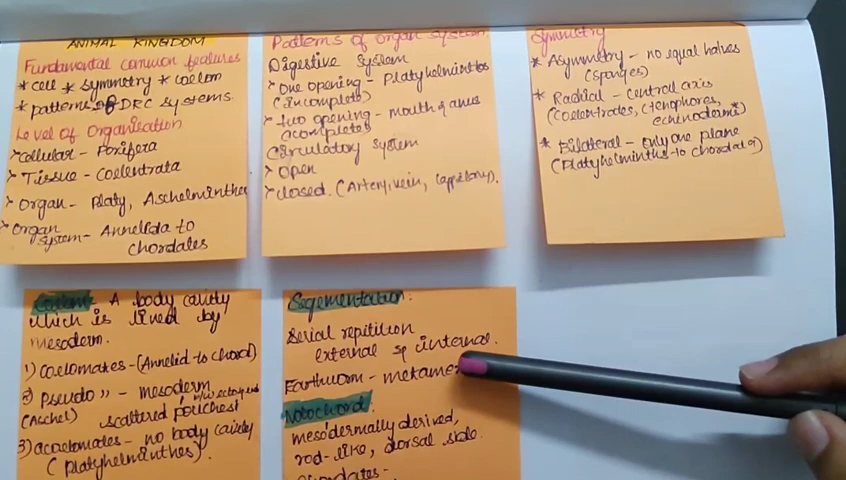 ANIMAL KINGDOM
Fundamental common features
* cell * symmetry * coelom
* patterns of DRC systems.
Level of Organisation
> Cellular - Porifera
> Tissue - Coelentrata
> Organ - Platy, Aschelminthes
> Organ System - Annelida to
chordates
Patterns of organ system
Digestive System
> One opening - Platyhelminthes
(incomplete)
> Two opening - mouth & anus
(complete)
Circulatory System
> Open
> Closed. (Artery, vein, capillary).
Symmetry
* Asymmetry - no equal halves
(sponges)
* Radial - central axis
(coelentrates, ctenophores,
echinoderms*)
* Bilateral - only one plane
(Platyhelminths - to chordata)
Coelom A body cavity
which is lined by
mesoderm.
1) Coelomates - (Annelid to chord)
2) Pseudo " - mesoderm
(Aschel) scattered pouches
3) acoelomates - no body cavity
(Platyhelminthes).
Segementation:
Serial repitition
external & internal.
Earthworm - metamer
Notochord:
mesodermally derived,
rod-like, dorsal side.